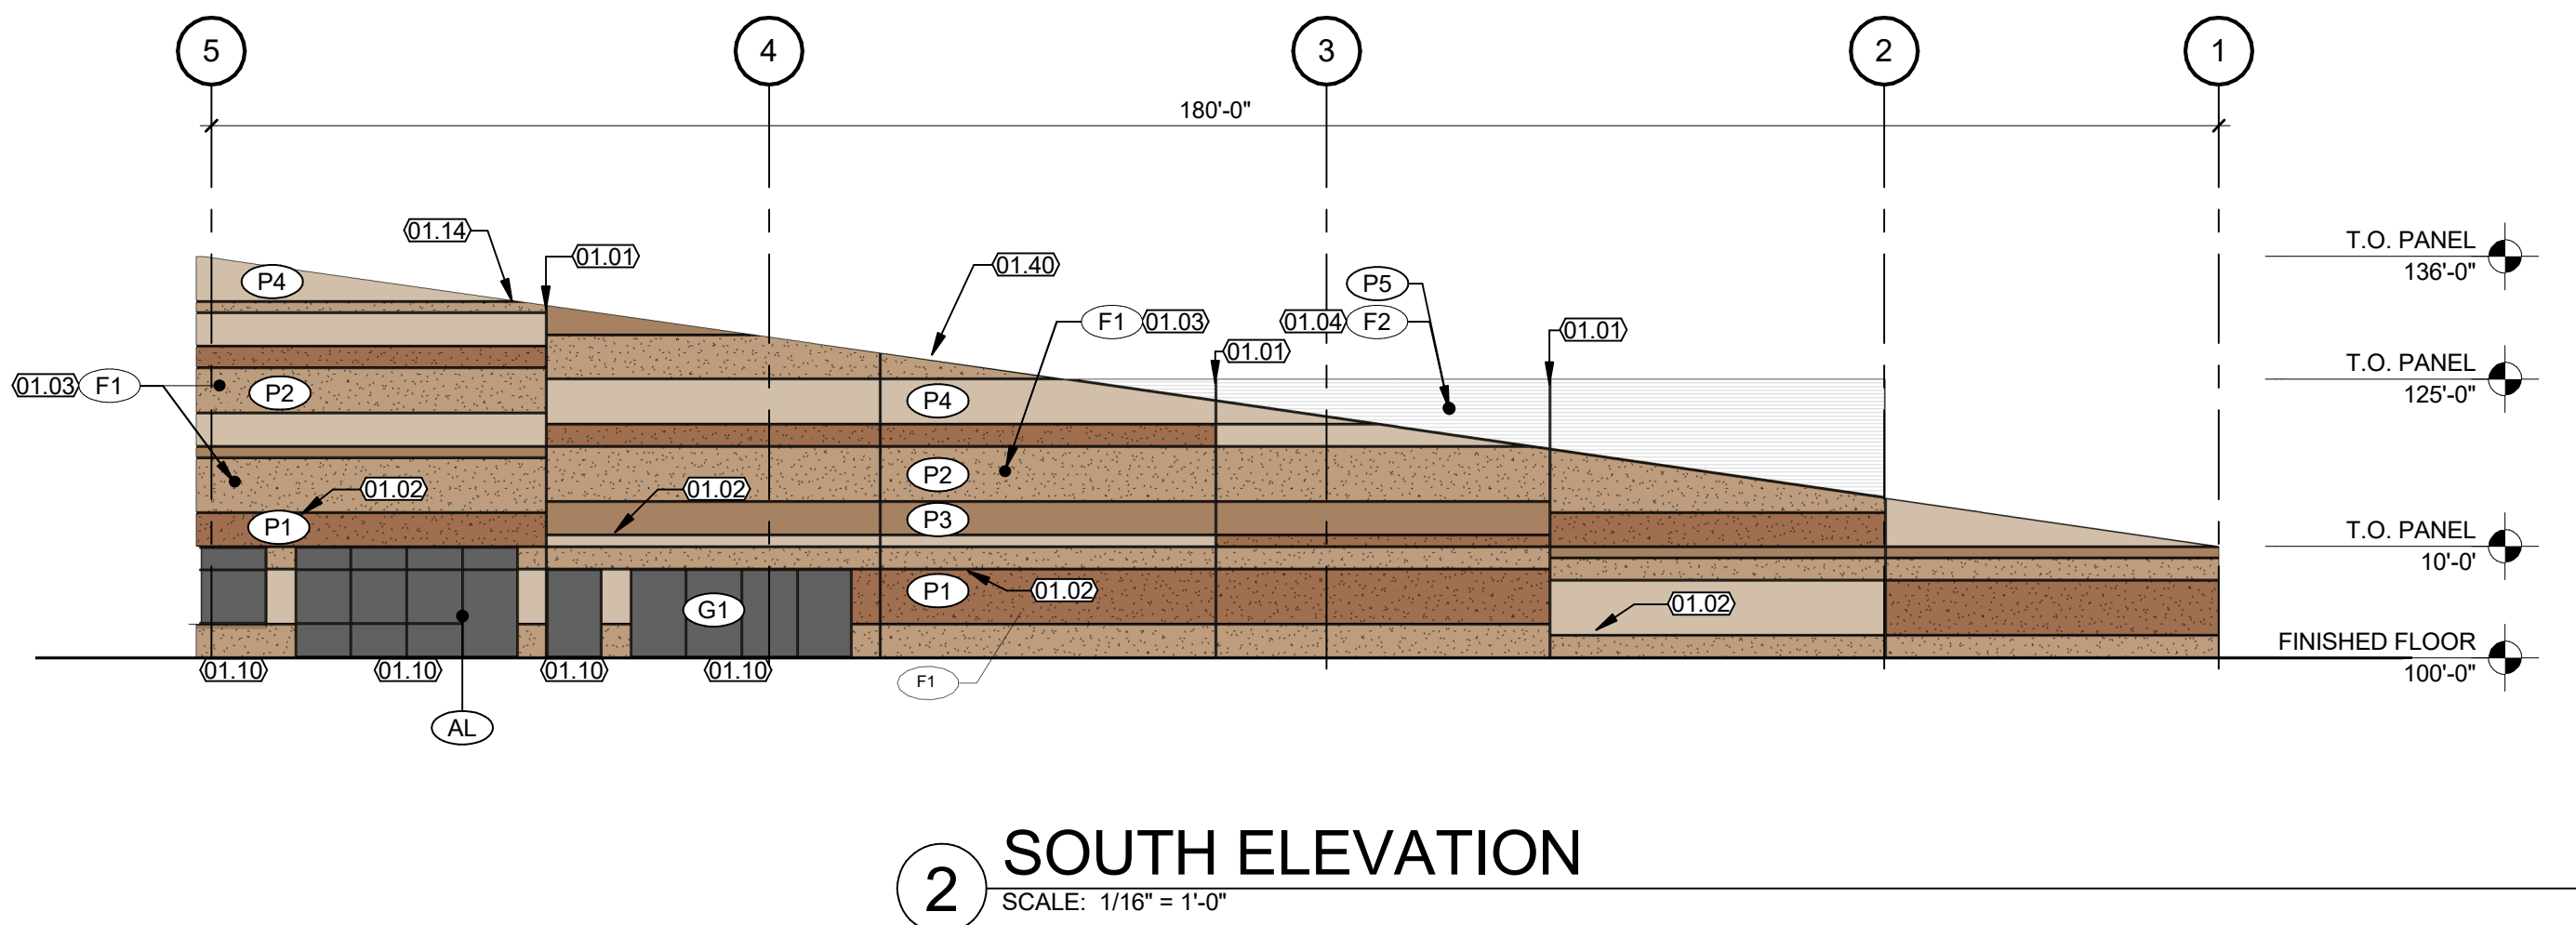 5 4 3 2 1
180'-0"
01.14
01.01
01.40
P4
P5
F1 01.03
01.04 F2
01.01
01.01
01.03 F1
P2
P4
P2
01.02
01.02
P1
P3
P1
01.02
G1
01.02
01.10 01.10 01.10 01.10
F1
AL
T.O. PANEL
136'-0"
T.O. PANEL
125'-0"
T.O. PANEL
10'-0'
FINISHED FLOOR
100'-0"
2 SOUTH ELEVATION
SCALE: 1/16" = 1'-0"